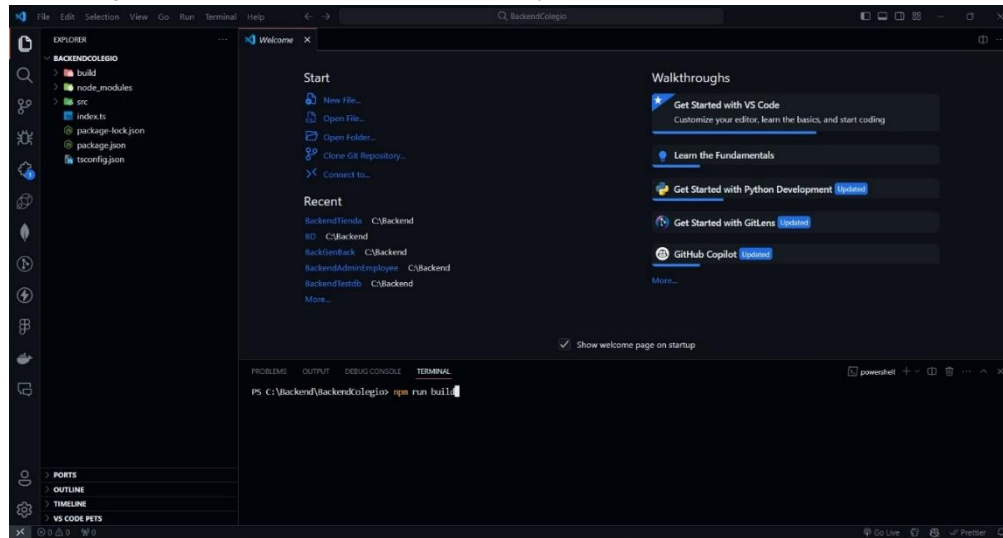 File Edit Selection View Go Run Terminal Help
BackendColegio
EXPLORER
BACKENDCOLEGIO
build
node_modules
src
index.ts
package-lock.json
package.json
tsconfig.json
PORTS
OUTLINE
TIMELINE
VS CODE PETS
Welcome
Start
New File...
Open File...
Open Folder...
Clone Git Repository...
Connect to...
Recent
BackendTienda C:\Backend
BD C:\Backend
BackGenBack C:\Backend
BackendAdminEmployee C:\Backend
BackendTestdb C:\Backend
More...
Walkthroughs
Get Started with VS Code
Customize your editor, learn the basics, and start coding
Learn the Fundamentals
Get Started with Python Development Updated
Get Started with GitLens Updated
GitHub Copilot Updated
More...
Show welcome page on startup
PROBLEMS OUTPUT DEBUG CONSOLE TERMINAL
powershell
PS C:\Backend\BackendColegio> npm run build
0 0 0
Go Live Prettier